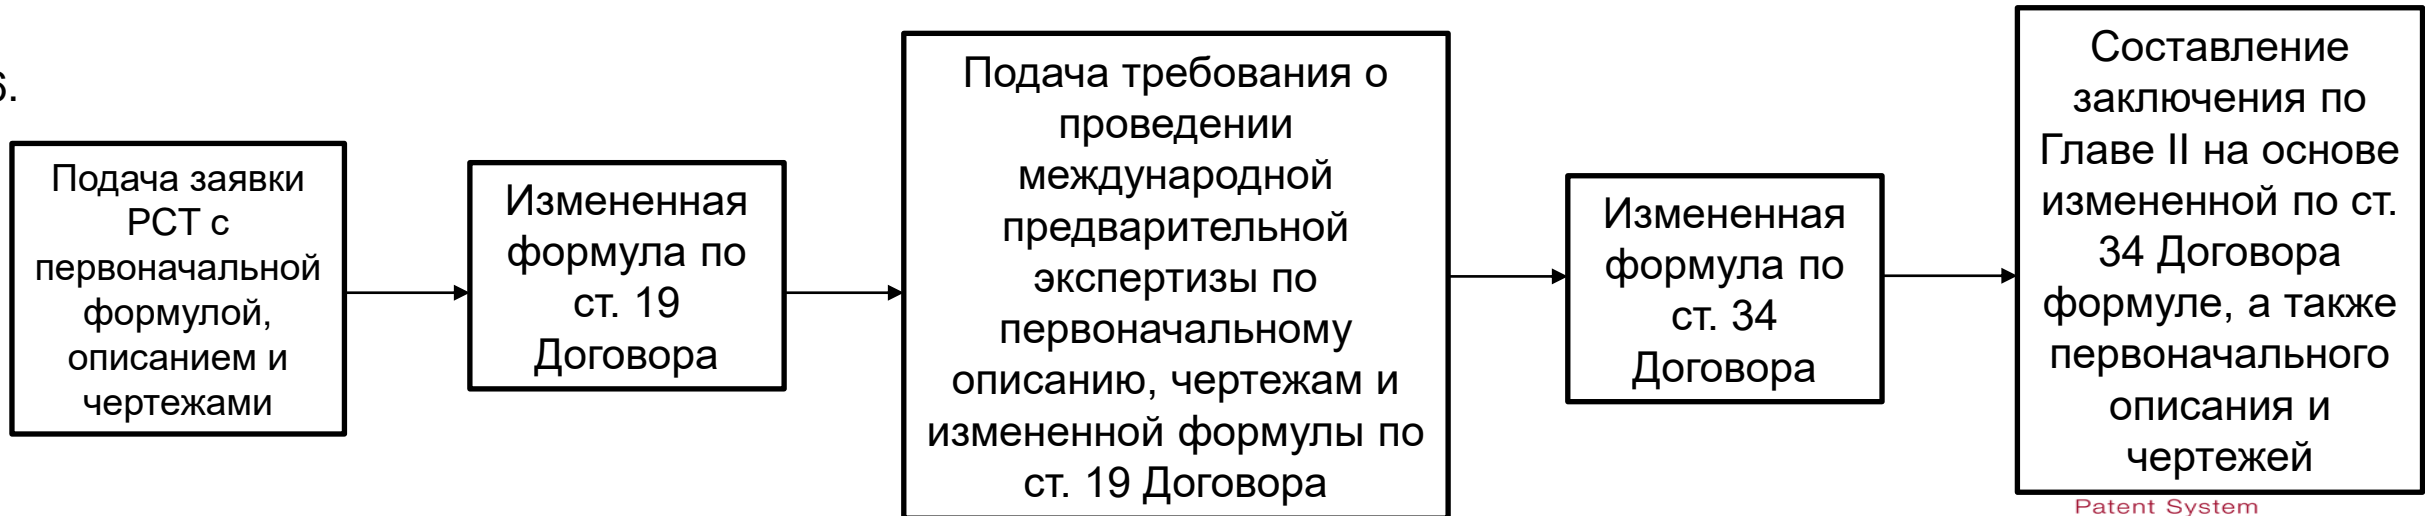 6.
Подача заявки
PCT с
первоначальной
формулой,
описанием и
чертежами
Измененная
формула по
ст. 19
Договора
Подача требования о
проведении
международной
предварительной
экспертизы по
первоначальному
описанию, чертежам и
измененной формулы по
ст. 19 Договора
Измененная
формула по
ст. 34
Договора
Составление
заключения по
Главе II на основе
измененной по ст.
34 Договора
формуле, а также
первоначального
описания и
чертежей
Patent System